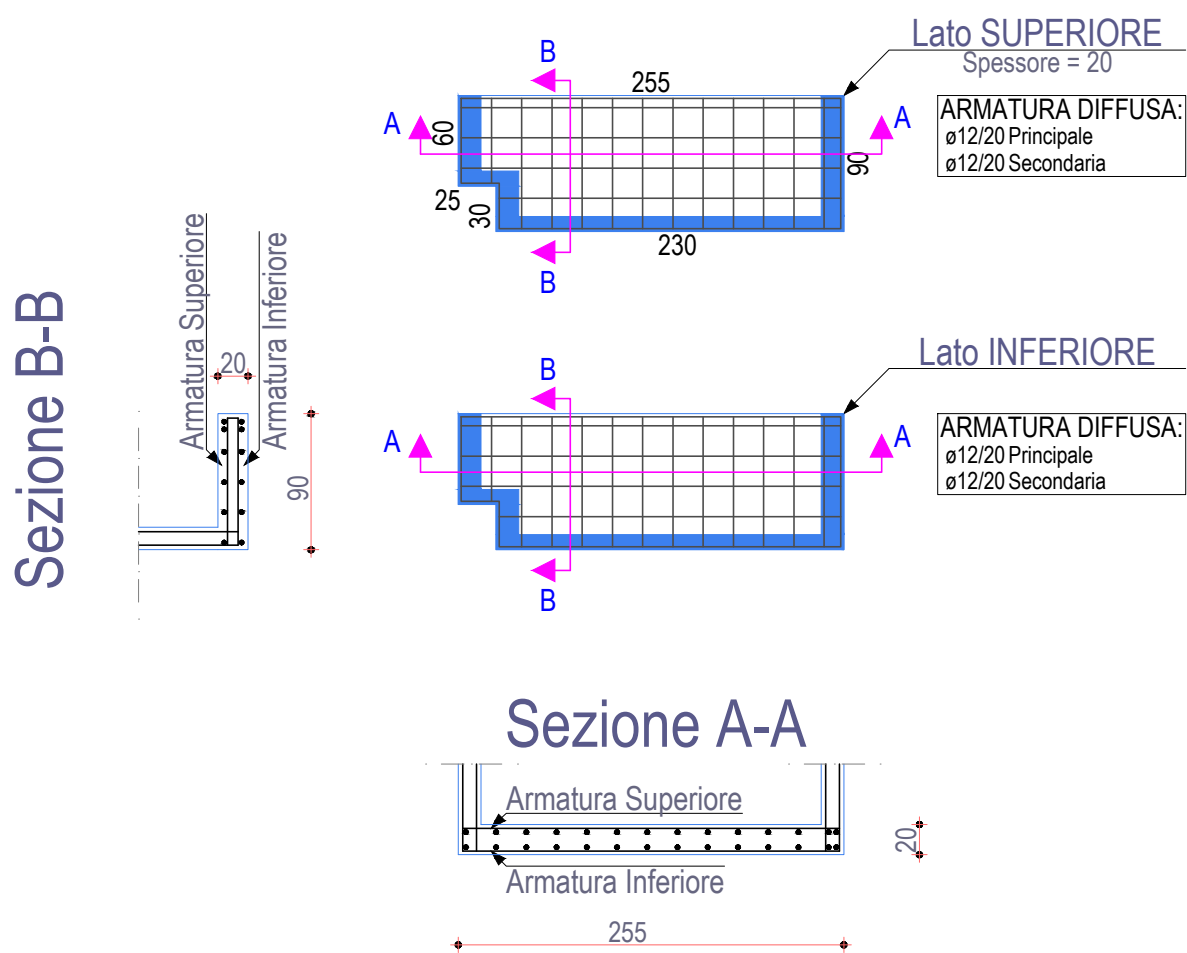 Lato SUPERIORE
Spessore = 20
ARMATURA DIFFUSA:
ø12/20 Principale
ø12/20 Secondaria
B
255
A
A
60
90
25
30
230
B
Sezione B-B
Armatura Superiore
Armatura Inferiore
20
90
Lato INFERIORE
ARMATURA DIFFUSA:
ø12/20 Principale
ø12/20 Secondaria
B
A
A
B
Sezione A-A
Armatura Superiore
Armatura Inferiore
20
255